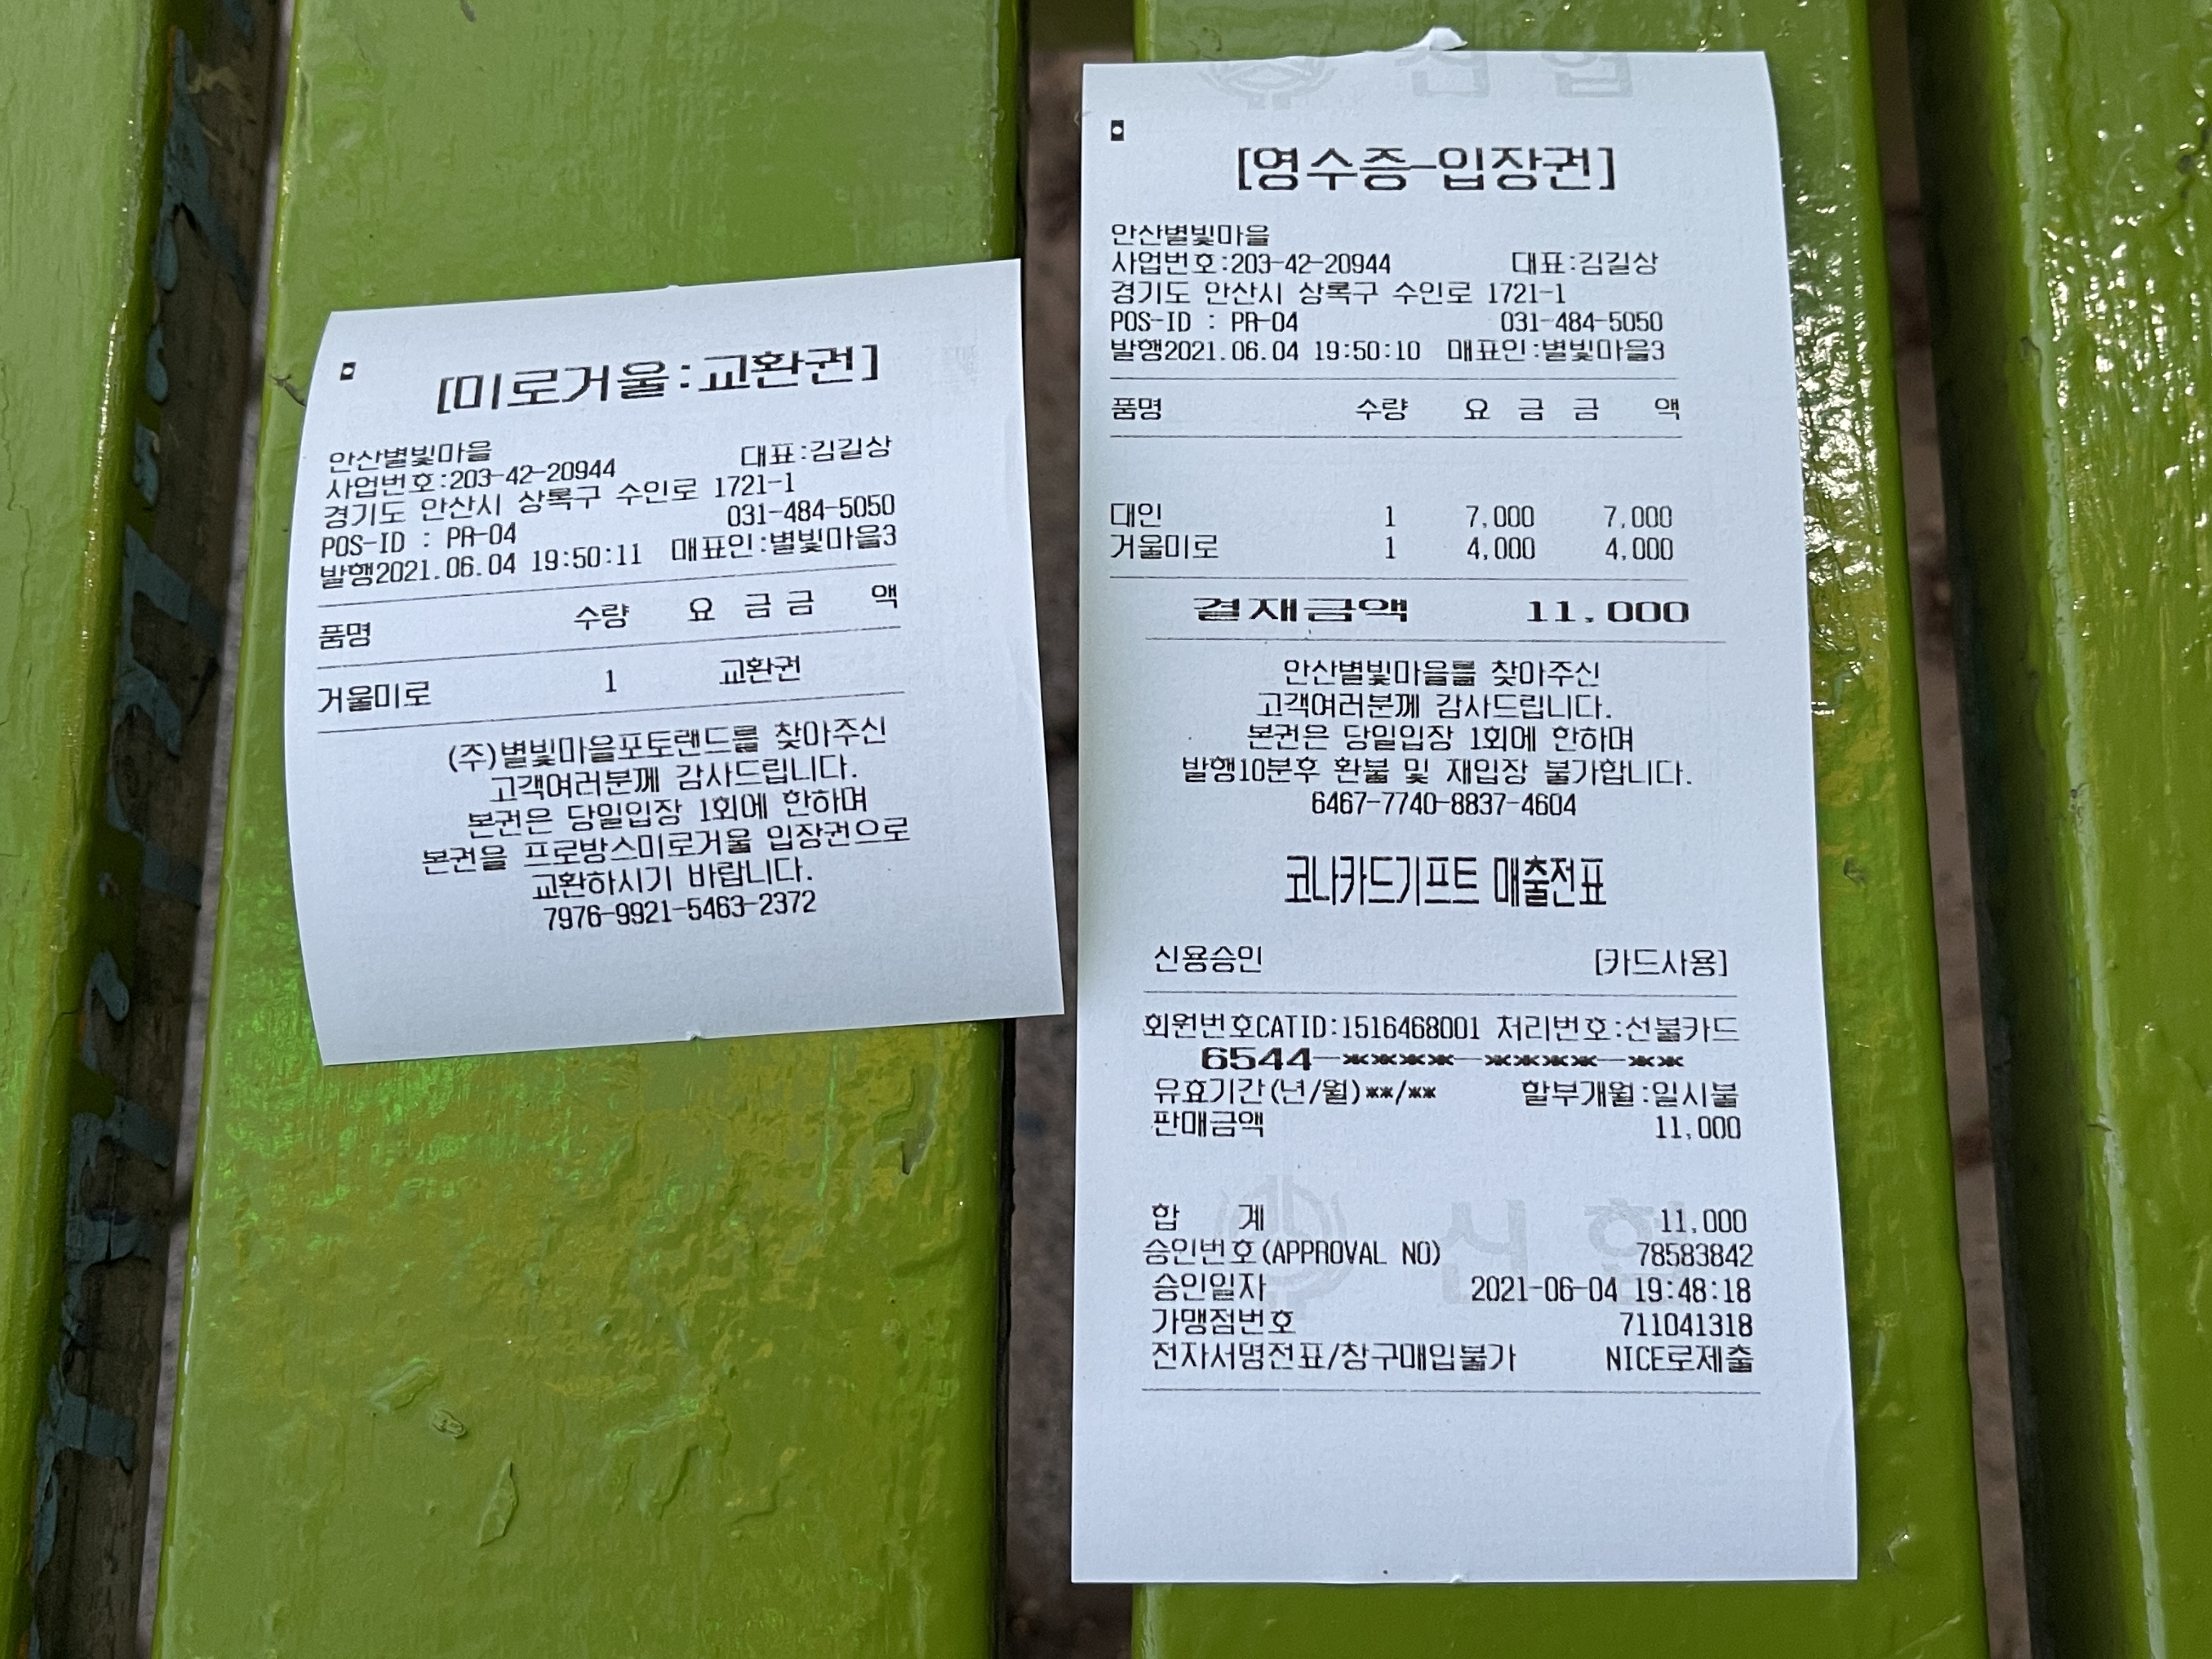 [미로거울:교환권]
안산별빛마을
사업번호:203-42-20944 대표:김길상
경기도 안산시 상록구 수인로 1721-1
POS-ID : PA-04 031-484-5050
발행2021.06.04 19:50:11 매표인:별빛마을3
품명 수량 요 금 금 액
거울미로 1 교환권
(주)별빛마을포토랜드를 찾아주신
고객여러분께 감사드립니다.
본권은 당일입장 1회에 한하며
본권을 프로방스미로거울 입장권으로
교환하시기 바랍니다.
7976-9921-5463-2372
신협
[영수증-입장권]
안산별빛마을
사업번호:203-42-20944 대표:김길상
경기도 안산시 상록구 수인로 1721-1
POS-ID : PA-04 031-484-5050
발행2021.06.04 19:50:10 매표인:별빛마을3
품명 수량 요 금 금 액
대인 1 7,000 7,000
거울미로 1 4,000 4,000
결재금액 11,000
안산별빛마을를 찾아주신
고객여러분께 감사드립니다.
본권은 당일입장 1회에 한하며
발행10분후 환불 및 재입장 불가합니다.
6467-7740-8837-4604
코나카드기프트 매출전표
신용승인 [카드사용]
회원번호CATID:1516468001 처리번호:선불카드
6544-****-****-**
유효기간(년/월)**/** 할부개월:일시불
판매금액 11,000
신협
합 계 11,000
승인번호(APPROVAL NO) 78583842
승인일자 2021-06-04 19:48:18
가맹점번호 711041318
전자서명전표/창구매입불가 NICE로제출